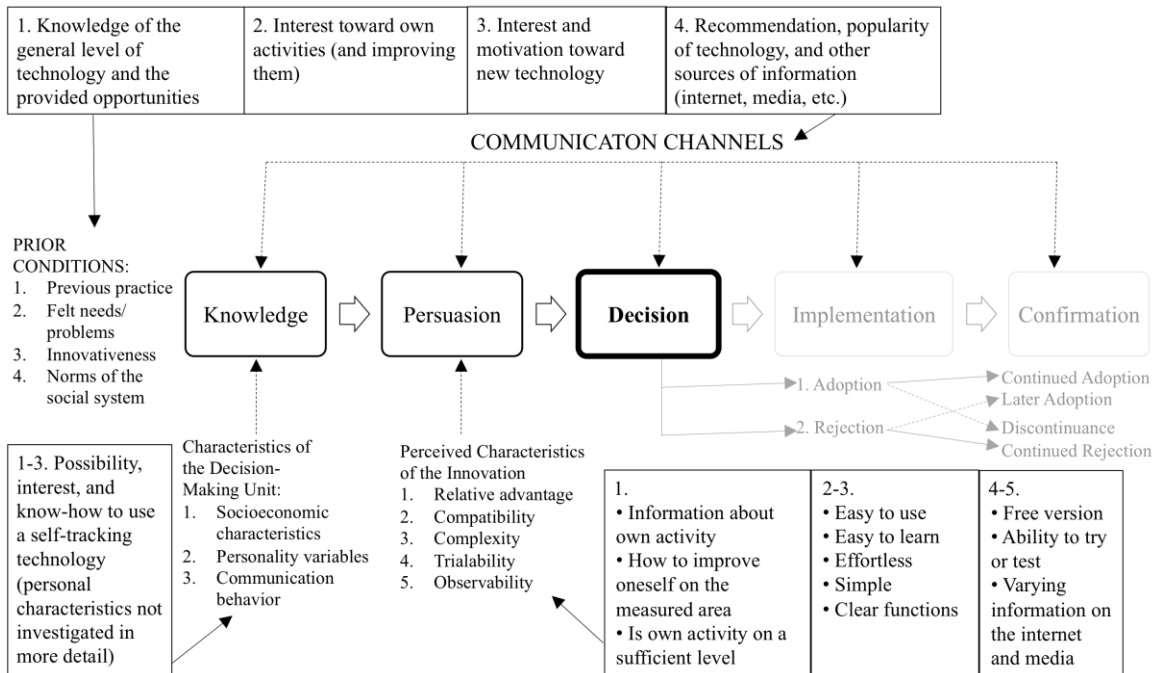 1. Knowledge of the
general level of
technology and the
provided opportunities
2. Interest toward own
activities (and improving
them)
3. Interest and
motivation toward
new technology
4. Recommendation, popularity
of technology, and other
sources of information
(internet, media, etc.)
COMMUNICATON CHANNELS
PRIOR
CONDITIONS:
1. Previous practice
2. Felt needs/
problems
3. Innovativeness
4. Norms of the
social system
Knowledge
Persuasion
Decision
Implementation
Confirmation
1. Adoption
2. Rejection
Continued Adoption
Later Adoption
Discontinuance
Continued Rejection
1-3. Possibility,
interest, and
know-how to use
a self-tracking
technology
(personal
characteristics not
investigated in
more detail)
Characteristics of
the Decision-
Making Unit:
1. Socioeconomic
characteristics
2. Personality variables
3. Communication
behavior
Perceived Characteristics
of the Innovation
1. Relative advantage
2. Compatibility
3. Complexity
4. Trialability
5. Observability
1.
• Information about
own activity
• How to improve
oneself on the
measured area
• Is own activity on a
sufficient level
2-3.
• Easy to use
• Easy to learn
• Effortless
• Simple
• Clear functions
4-5.
• Free version
• Ability to try
or test
• Varying
information on
the internet
and media